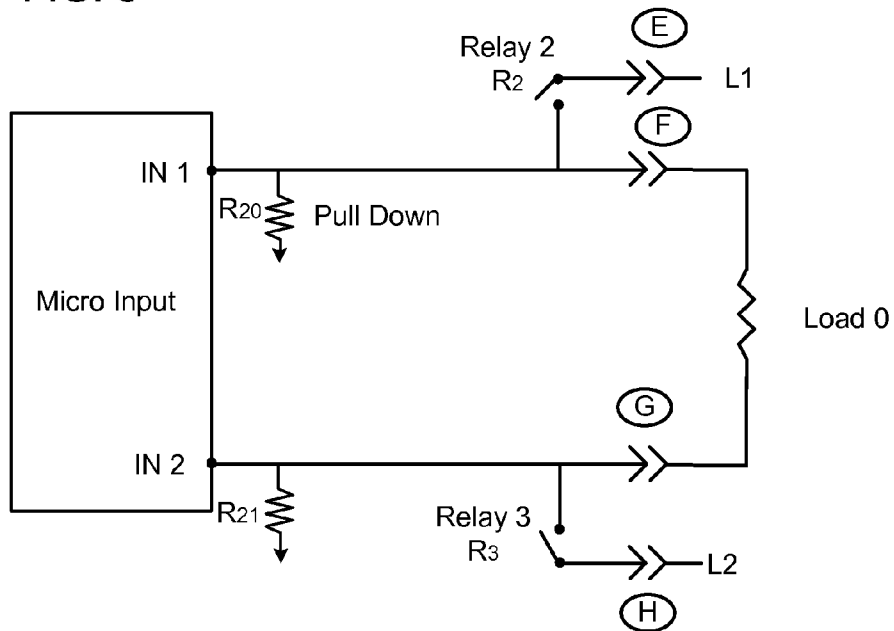 E
Relay 2
R2
L1
F
IN 1
R20
Pull Down
Micro Input
Load 0
G
IN 2
R21
Relay 3
R3
L2
H